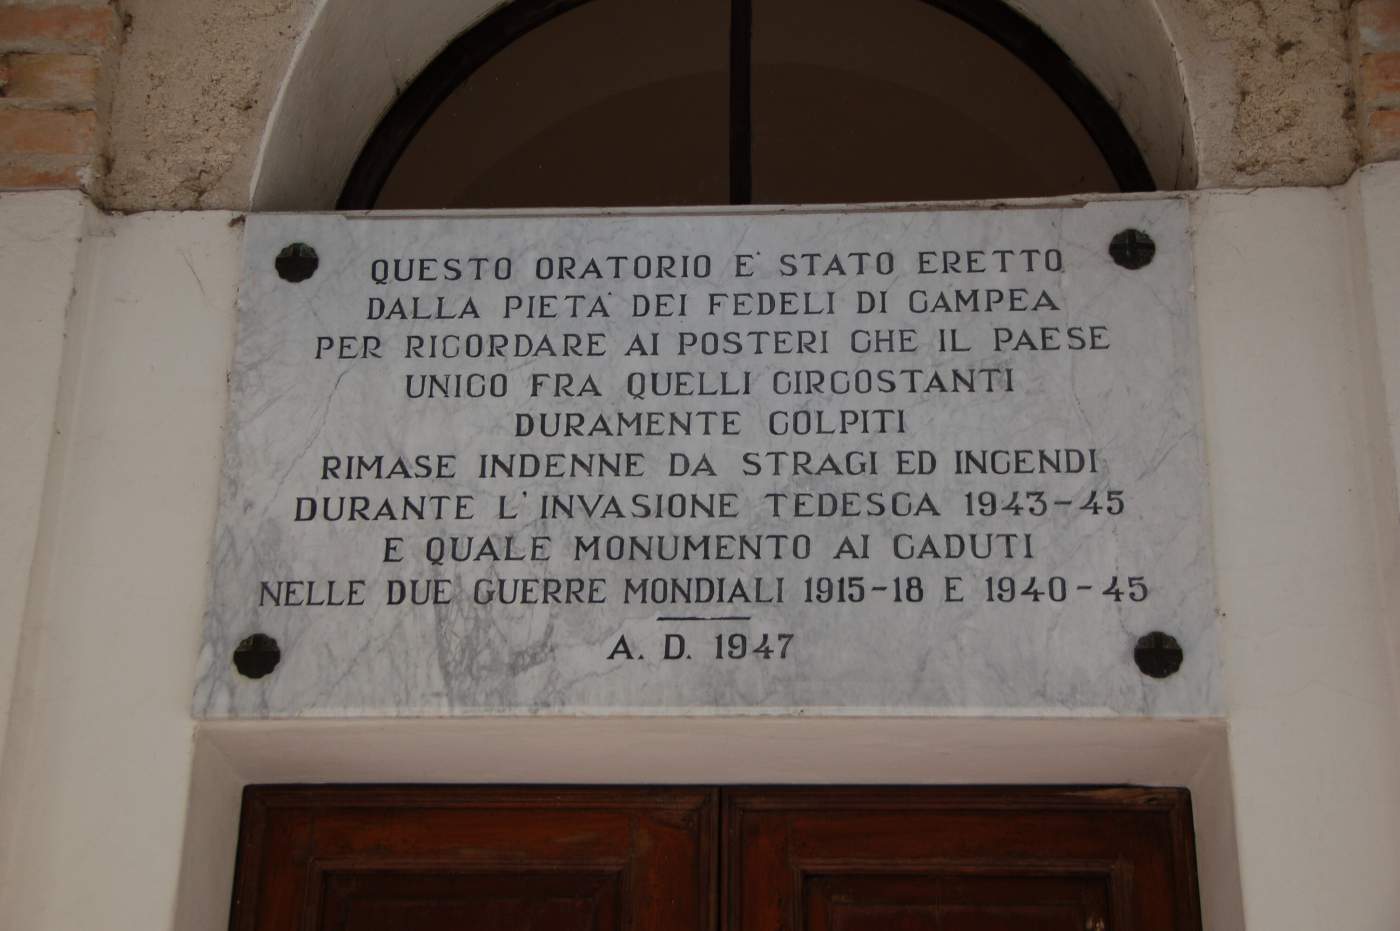 QUESTO ORATORIO E' STATO ERETTO
DALLA PIETA' DEI FEDELI DI CAMPEA
PER RICORDARE AI POSTERI CHE IL PAESE
UNICO FRA QUELLI CIRCOSTANTI
DURAMENTE COLPITI
RIMASE INDENNE DA STRAGI ED INCENDI
DURANTE L'INVASIONE TEDESCA 1943-45
E QUALE MONUMENTO AI CADUTI
NELLE DUE GUERRE MONDIALI 1915-18 E 1940-45
A. D. 1947